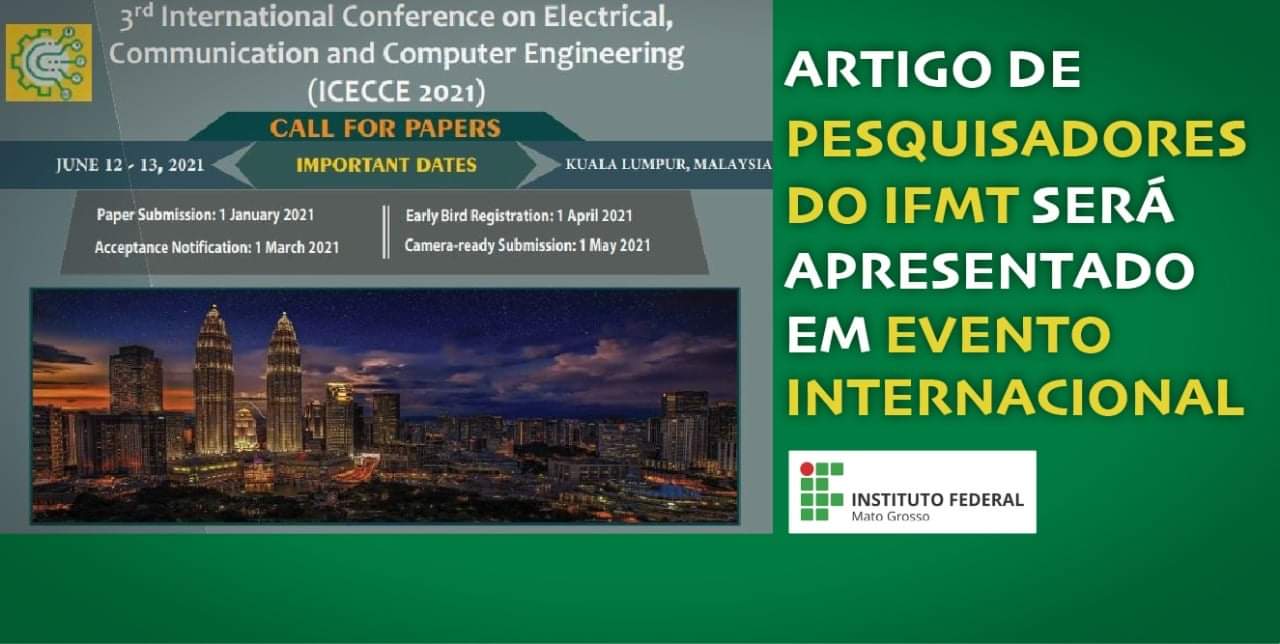 3rd International Conference on Electrical,
Communication and Computer Engineering
(ICECCE 2021)
CALL FOR PAPERS
JUNE 12 - 13, 2021
IMPORTANT DATES
KUALA LUMPUR, MALAYSIA
Paper Submission: 1 January 2021
Acceptance Notification: 1 March 2021
Early Bird Registration: 1 April 2021
Camera-ready Submission: 1 May 2021
ARTIGO DE
PESQUISADORES
DO IFMT SERÁ
APRESENTADO
EM EVENTO
INTERNACIONAL
INSTITUTO FEDERAL
Mato Grosso